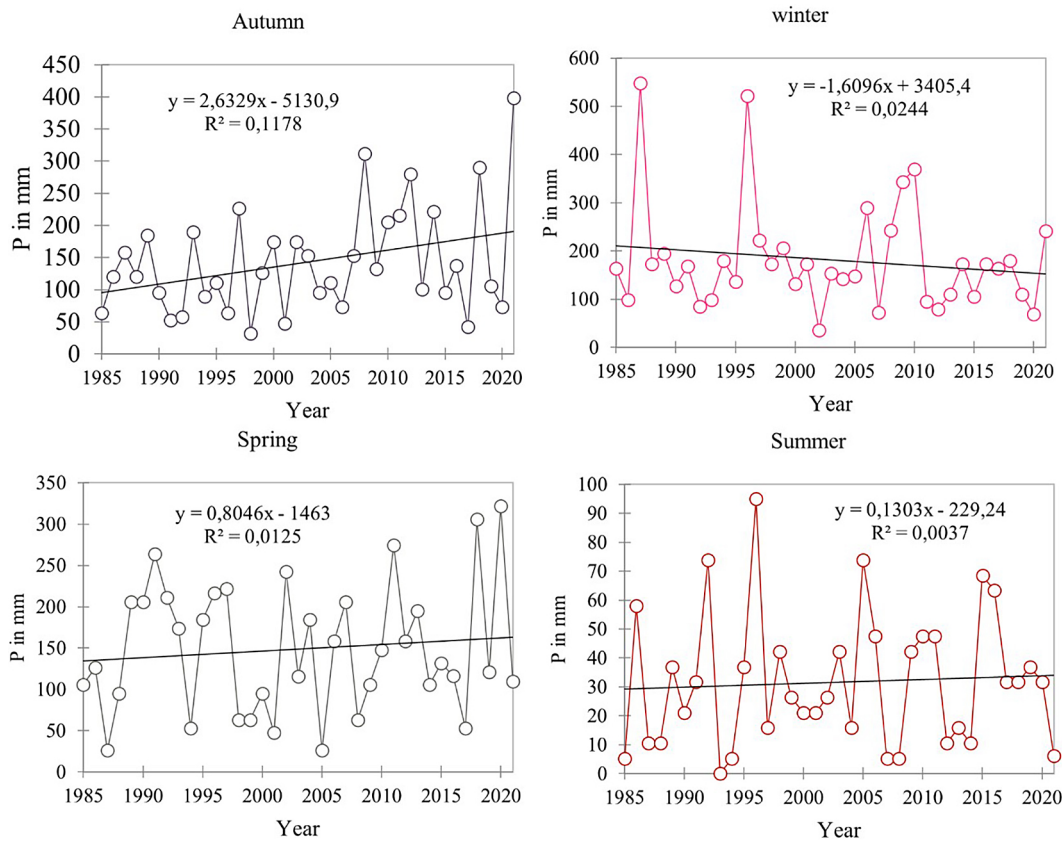 Autumn
450
400
350
300
250
200
150
100
50
0
P in mm
y = 2,6329x - 5130,9
R² = 0,1178
1985 1990 1995 2000 2005 2010 2015 2020
Year
winter
600
500
400
300
200
100
0
P in mm
y = -1,6096x + 3405,4
R² = 0,0244
1985 1990 1995 2000 2005 2010 2015 2020
Year
Spring
350
300
250
200
150
100
50
0
P in mm
y = 0,8046x - 1463
R² = 0,0125
1985 1990 1995 2000 2005 2010 2015 2020
Year
Summer
100
90
80
70
60
50
40
30
20
10
0
P in mm
y = 0,1303x - 229,24
R² = 0,0037
1985 1990 1995 2000 2005 2010 2015 2020
Year